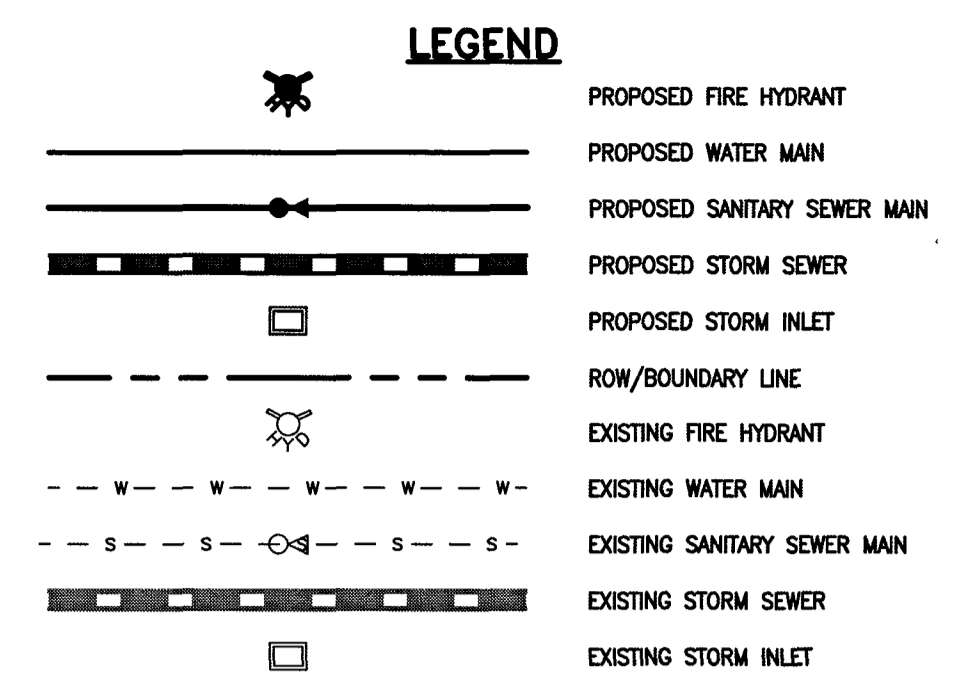 LEGEND
HYD PROPOSED FIRE HYDRANT
PROPOSED WATER MAIN
PROPOSED SANITARY SEWER MAIN
PROPOSED STORM SEWER
PROPOSED STORM INLET
ROW/BOUNDARY LINE
HYD EXISTING FIRE HYDRANT
W W W W W EXISTING WATER MAIN
S S S S S EXISTING SANITARY SEWER MAIN
EXISTING STORM SEWER
EXISTING STORM INLET